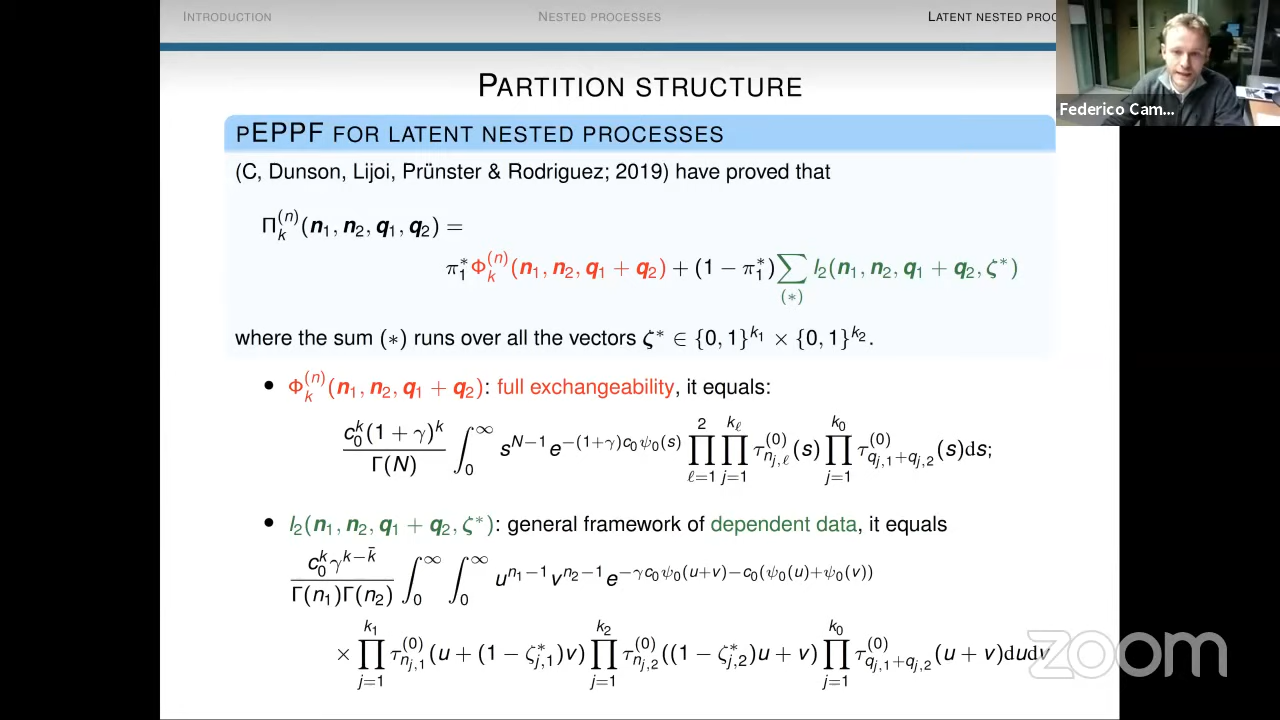 INTRODUCTION NESTED PROCESSES LATENT NESTED PROC
Federico Cam...
PARTITION STRUCTURE
PEPPF FOR LATENT NESTED PROCESSES
(C, Dunson, Lijoi, Prünster & Rodriguez; 2019) have proved that
Π_k^{(n)}(n_1, n_2, q_1, q_2) =
π_1^* Φ_k^{(n)}(n_1, n_2, q_1 + q_2) + (1 − π_1^*) ∑_{(∗)} I_2(n_1, n_2, q_1 + q_2, ζ^*)
where the sum (∗) runs over all the vectors ζ^* ∈ {0, 1}^{k_1} × {0, 1}^{k_2}.
• Φ_k^{(n)}(n_1, n_2, q_1 + q_2): full exchangeability, it equals:
\frac{c_0^k (1 + γ)^k}{Γ(N)} ∫_0^∞ s^{N−1} e^{−(1+γ)c_0ψ_0(s)} ∏_{ℓ=1}^{2} ∏_{j=1}^{k_ℓ} τ_{n_{j,ℓ}}^{(0)}(s) ∏_{j=1}^{k_0} τ_{q_{j,1}+q_{j,2}}^{(0)}(s)ds;
• I_2(n_1, n_2, q_1 + q_2, ζ^*): general framework of dependent data, it equals
\frac{c_0^k γ^{k−\bar{k}}}{Γ(n_1)Γ(n_2)} ∫_0^∞ ∫_0^∞ u^{n_1−1} v^{n_2−1} e^{−γc_0ψ_0(u+v)−c_0(ψ_0(u)+ψ_0(v))}
× ∏_{j=1}^{k_1} τ_{n_{j,1}}^{(0)}(u + (1 − ζ_{j,1}^*)v) ∏_{j=1}^{k_2} τ_{n_{j,2}}^{(0)}((1 − ζ_{j,2}^*)u + v) ∏_{j=1}^{k_0} τ_{q_{j,1}+q_{j,2}}^{(0)}(u + v)dudv
zoom